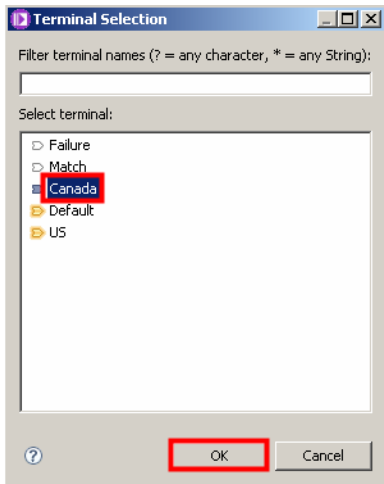 Terminal Selection
Filter terminal names (? = any character, * = any String):
Select terminal:
Failure
Match
Canada
Default
US
?
OK Cancel